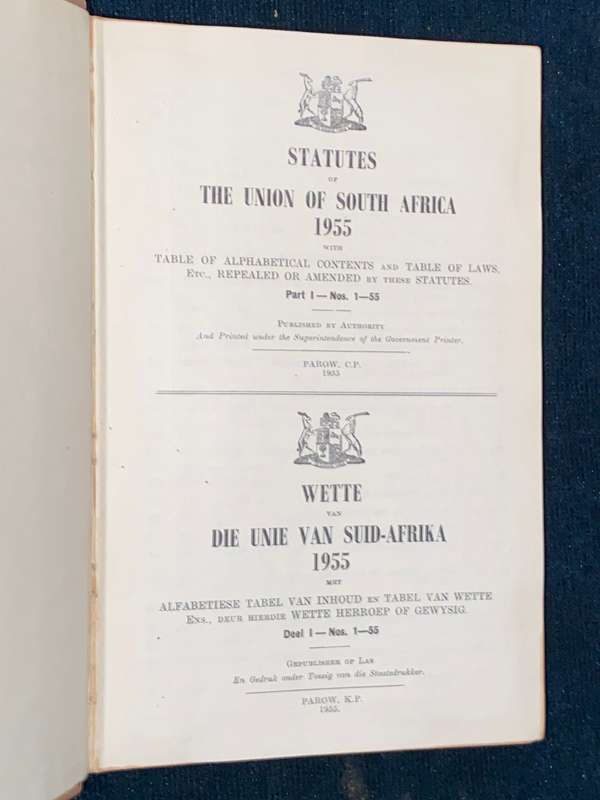 STATUTES
OF
THE UNION OF SOUTH AFRICA
1955
WITH
TABLE OF ALPHABETICAL CONTENTS AND TABLE OF LAWS,
ETC., REPEALED OR AMENDED BY THESE STATUTES.
Part I — Nos. 1—55
PUBLISHED BY AUTHORITY
And Printed under the Superintendence of the Government Printer.
PAROW, C.P.
1955
WETTE
VAN
DIE UNIE VAN SUID-AFRIKA
1955
MET
ALFABETIESE TABEL VAN INHOUD EN TABEL VAN WETTE
ENS., DEUR HIERDIE WETTE HERROEP OF GEWYSIG.
Deel I — Nos. 1—55
GEPUBLISEER OP LAS
En Gedruk onder Toesig van die Staatsdrukker.
PAROW, K.P.
1955.